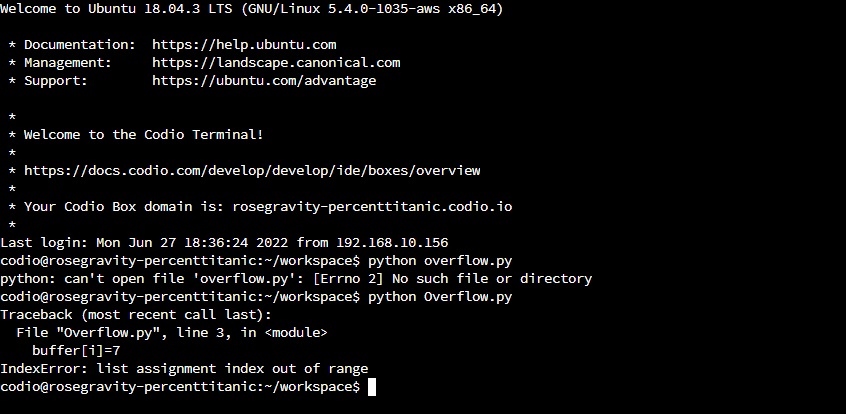 Welcome to Ubuntu 18.04.3 LTS (GNU/Linux 5.4.0-1035-aws x86_64)
* Documentation:  https://help.ubuntu.com
* Management:     https://landscape.canonical.com
* Support:        https://ubuntu.com/advantage
*
* Welcome to the Codio Terminal!
*
* https://docs.codio.com/develop/develop/ide/boxes/overview
*
* Your Codio Box domain is: rosegravity-percenttitanic.codio.io
*
Last login: Mon Jun 27 18:36:24 2022 from 192.168.10.156
codio@rosegravity-percenttitanic:~/workspace$ python overflow.py
python: can't open file 'overflow.py': [Errno 2] No such file or directory
codio@rosegravity-percenttitanic:~/workspace$ python Overflow.py
Traceback (most recent call last):
  File "Overflow.py", line 3, in <module>
    buffer[i]=7
IndexError: list assignment index out of range
codio@rosegravity-percenttitanic:~/workspace$